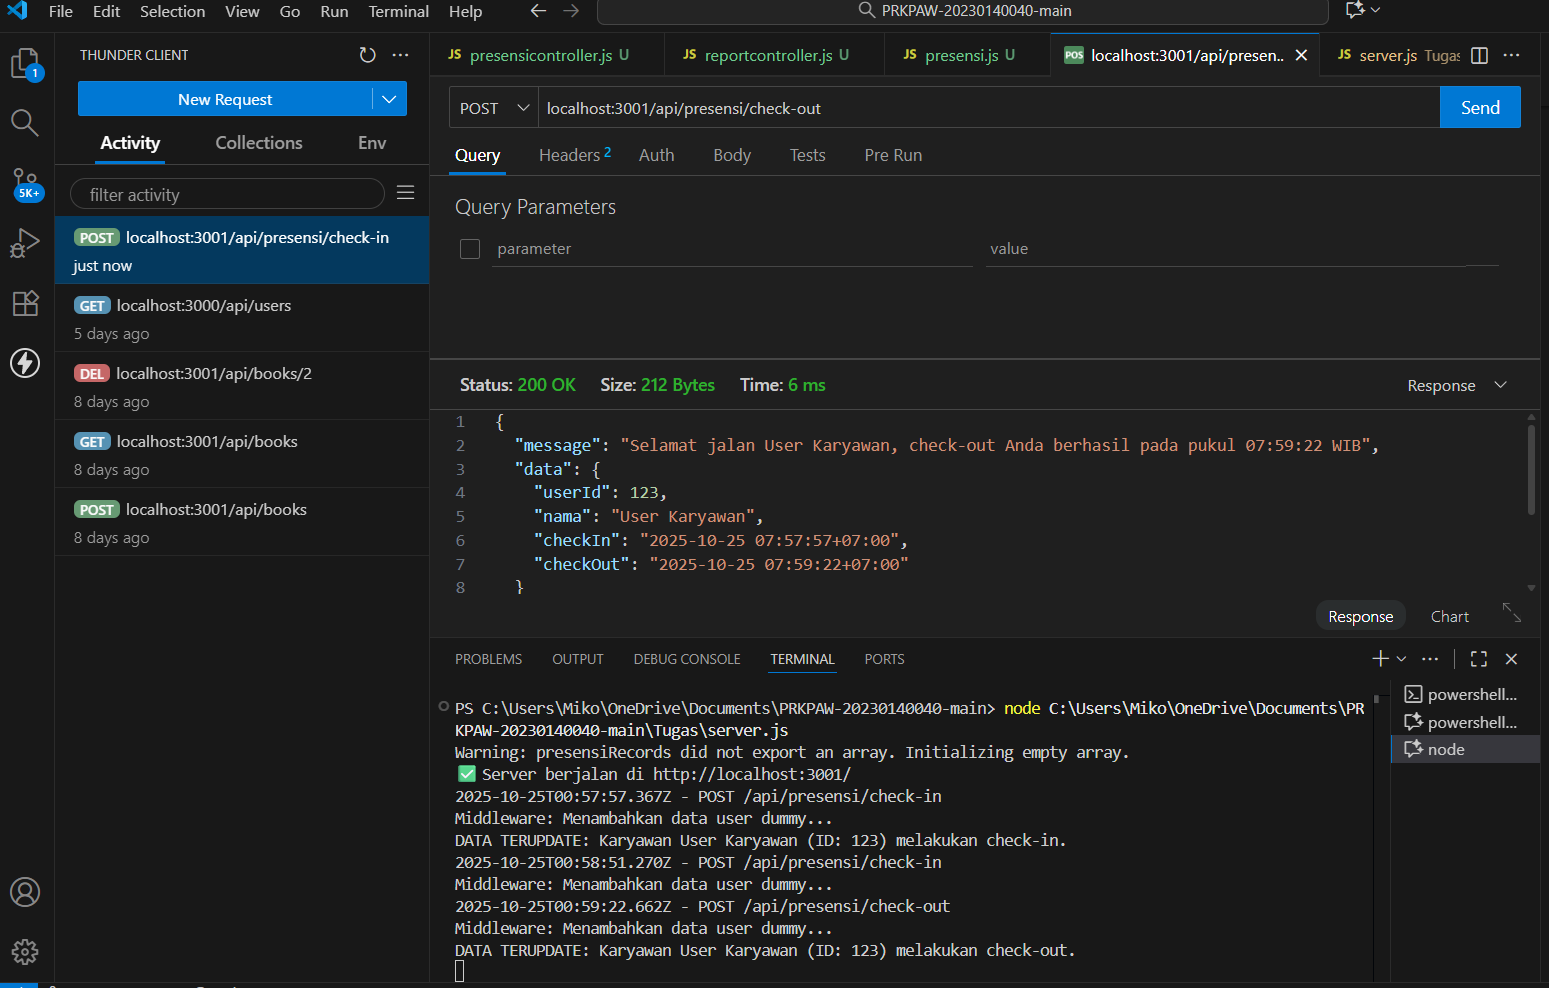 File Edit Selection View Go Run Terminal Help
PRKPAW-20230140040-main
1
5K+
THUNDER CLIENT
New Request
Activity Collections Env
filter activity
POST localhost:3001/api/presensi/check-in
just now
GET localhost:3000/api/users
5 days ago
DEL localhost:3001/api/books/2
8 days ago
GET localhost:3001/api/books
8 days ago
POST localhost:3001/api/books
8 days ago
JS presensicontroller.js U JS reportcontroller.js U JS presensi.js U POS localhost:3001/api/presen.. JS server.js Tugas
POST localhost:3001/api/presensi/check-out Send
Query Headers 2 Auth Body Tests Pre Run
Query Parameters
parameter value
Status: 200 OK Size: 212 Bytes Time: 6 ms Response
1 {
2 "message": "Selamat jalan User Karyawan, check-out Anda berhasil pada pukul 07:59:22 WIB",
3 "data": {
4 "userId": 123,
5 "nama": "User Karyawan",
6 "checkIn": "2025-10-25 07:57:57+07:00",
7 "checkOut": "2025-10-25 07:59:22+07:00"
8 }
Response Chart
PROBLEMS OUTPUT DEBUG CONSOLE TERMINAL PORTS
PS C:\Users\Miko\OneDrive\Documents\PRKPAW-20230140040-main> node C:\Users\Miko\OneDrive\Documents\PR
KPAW-20230140040-main\Tugas\server.js
Warning: presensiRecords did not export an array. Initializing empty array.
✅ Server berjalan di http://localhost:3001/
2025-10-25T00:57:57.367Z - POST /api/presensi/check-in
Middleware: Menambahkan data user dummy...
DATA TERUPDATE: Karyawan User Karyawan (ID: 123) melakukan check-in.
2025-10-25T00:58:51.270Z - POST /api/presensi/check-in
Middleware: Menambahkan data user dummy...
2025-10-25T00:59:22.662Z - POST /api/presensi/check-out
Middleware: Menambahkan data user dummy...
DATA TERUPDATE: Karyawan User Karyawan (ID: 123) melakukan check-out.
powershell...
powershell...
node